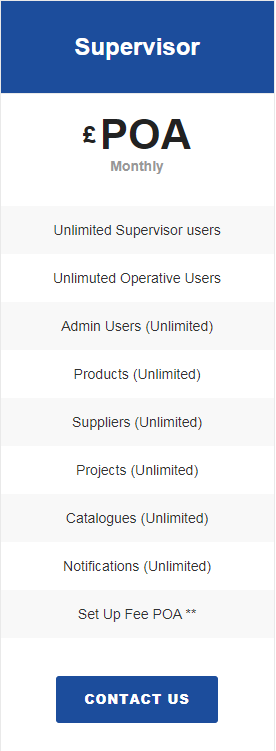 Supervisor
£POA
Monthly
Unlimited Supervisor users
Unlimuted Operative Users
Admin Users (Unlimited)
Products (Unlimited)
Suppliers (Unlimited)
Projects (Unlimited)
Catalogues (Unlimited)
Notifications (Unlimited)
Set Up Fee POA **
CONTACT US